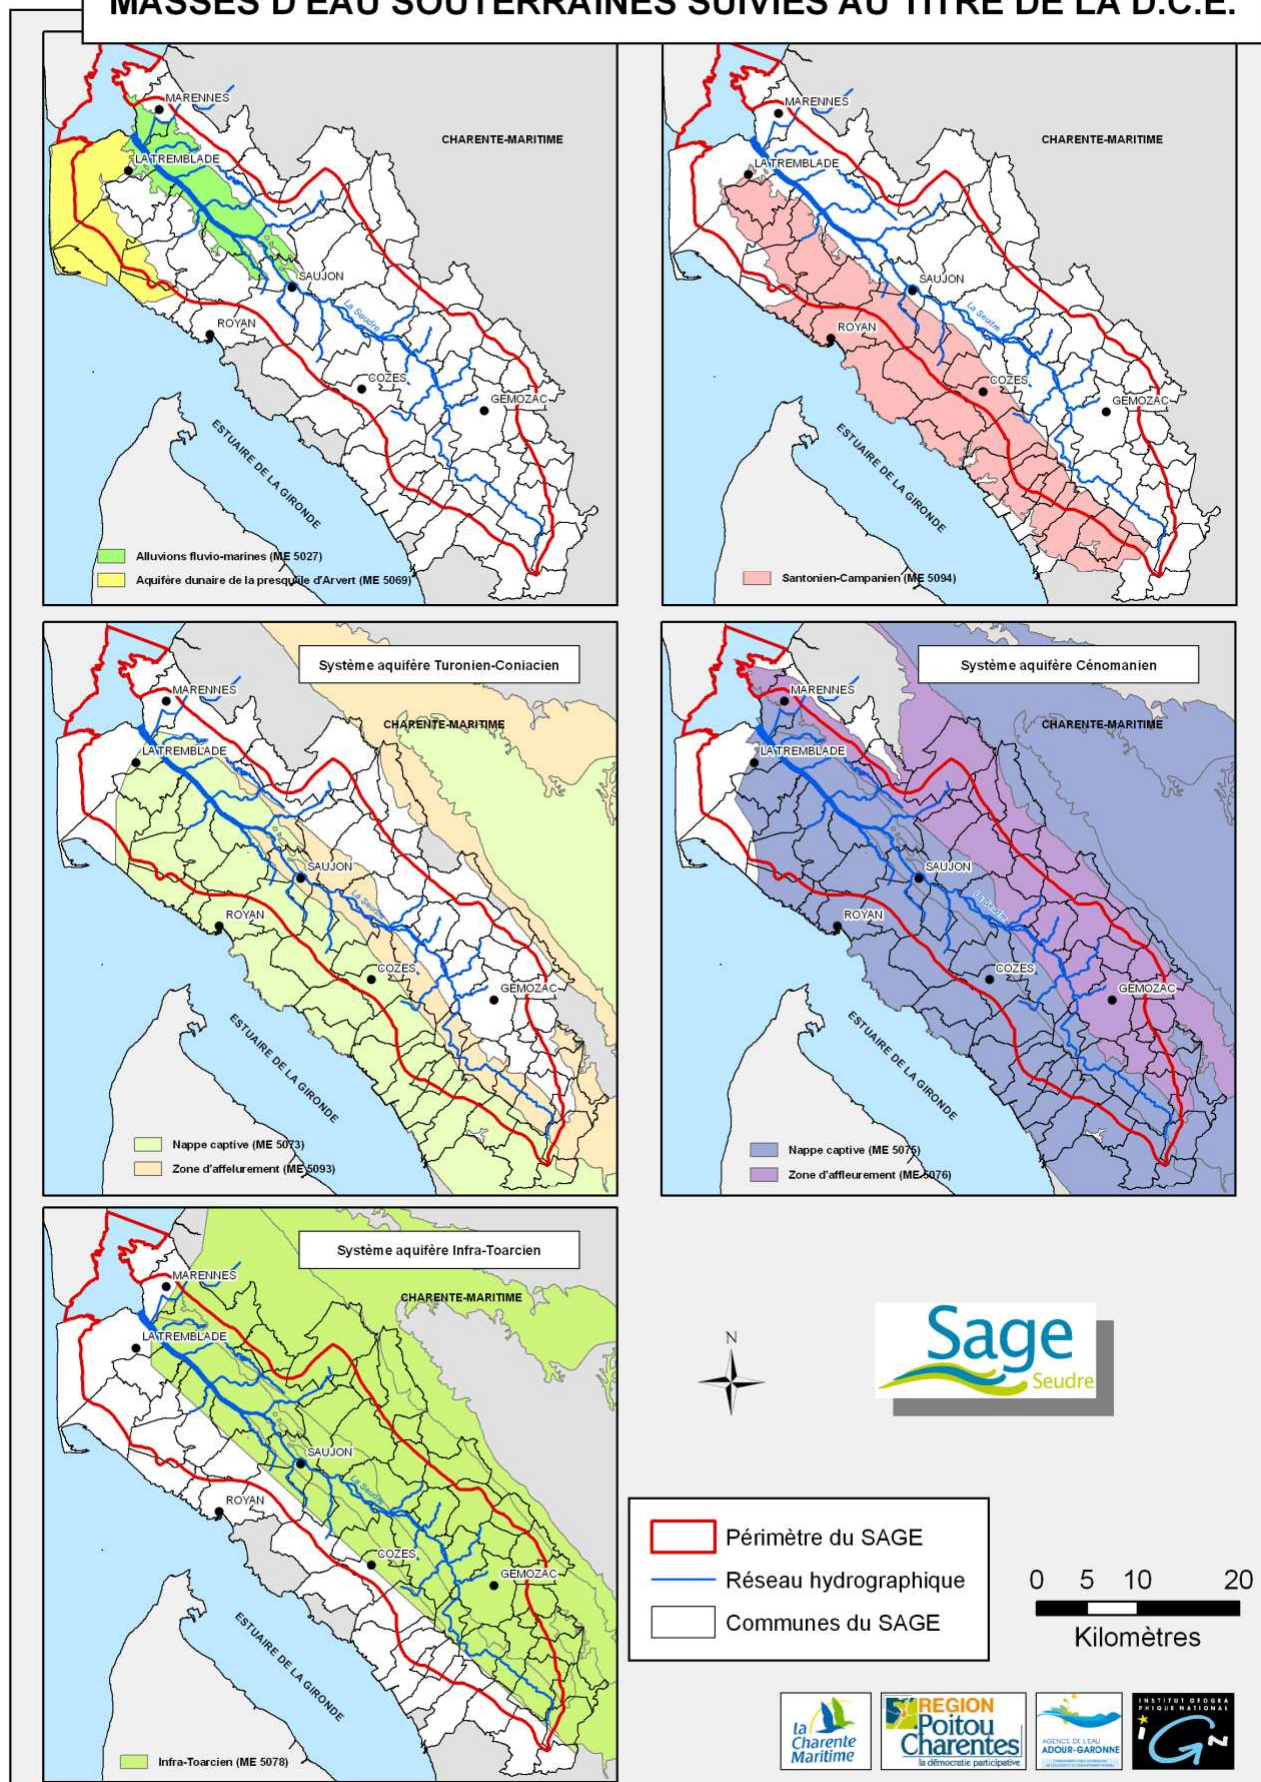 MASSES D'EAU SOUTERRAINES SUIVIES AU TITRE DE LA D.C.E.
MARENNES
CHARENTE-MARITIME
LA TREMBLADE
SAUJON
La Seudre
ROYAN
COZES
GEMOZAC
ESTUAIRE DE LA GIRONDE
Alluvions fluvio-marines (ME 5027)
Aquifère dunaire de la presqu'ile d'Arvert (ME 5069)
MARENNES
CHARENTE-MARITIME
LA TREMBLADE
SAUJON
La Seudre
ROYAN
COZES
GEMOZAC
ESTUAIRE DE LA GIRONDE
Santonien-Campanien (ME 5094)
Système aquifère Turonien-Coniacien
MARENNES
CHARENTE-MARITIME
LA TREMBLADE
SAUJON
La Seudre
ROYAN
COZES
GEMOZAC
ESTUAIRE DE LA GIRONDE
Nappe captive (ME 5073)
Zone d'affelurement (ME 5093)
Système aquifère Cénomanien
MARENNES
CHARENTE-MARITIME
LA TREMBLADE
SAUJON
La Seudre
ROYAN
COZES
GEMOZAC
ESTUAIRE DE LA GIRONDE
Nappe captive (ME 5075)
Zone d'affleurement (ME 5076)
Système aquifère Infra-Toarcien
MARENNES
CHARENTE-MARITIME
LA TREMBLADE
SAUJON
La Seudre
ROYAN
COZES
GEMOZAC
ESTUAIRE DE LA GIRONDE
Infra-Toarcien (ME 5078)
N
Sage
Seudre
Périmètre du SAGE
Réseau hydrographique
Communes du SAGE
0 5 10 20
Kilomètres
la
Charente
Maritime
REGION
Poitou
Charentes
la démocratie participative
AGENCE DE L'EAU
ADOUR-GARONNE
INSTITUT GEOGRA
PHIQUE NATIONAL
IGN